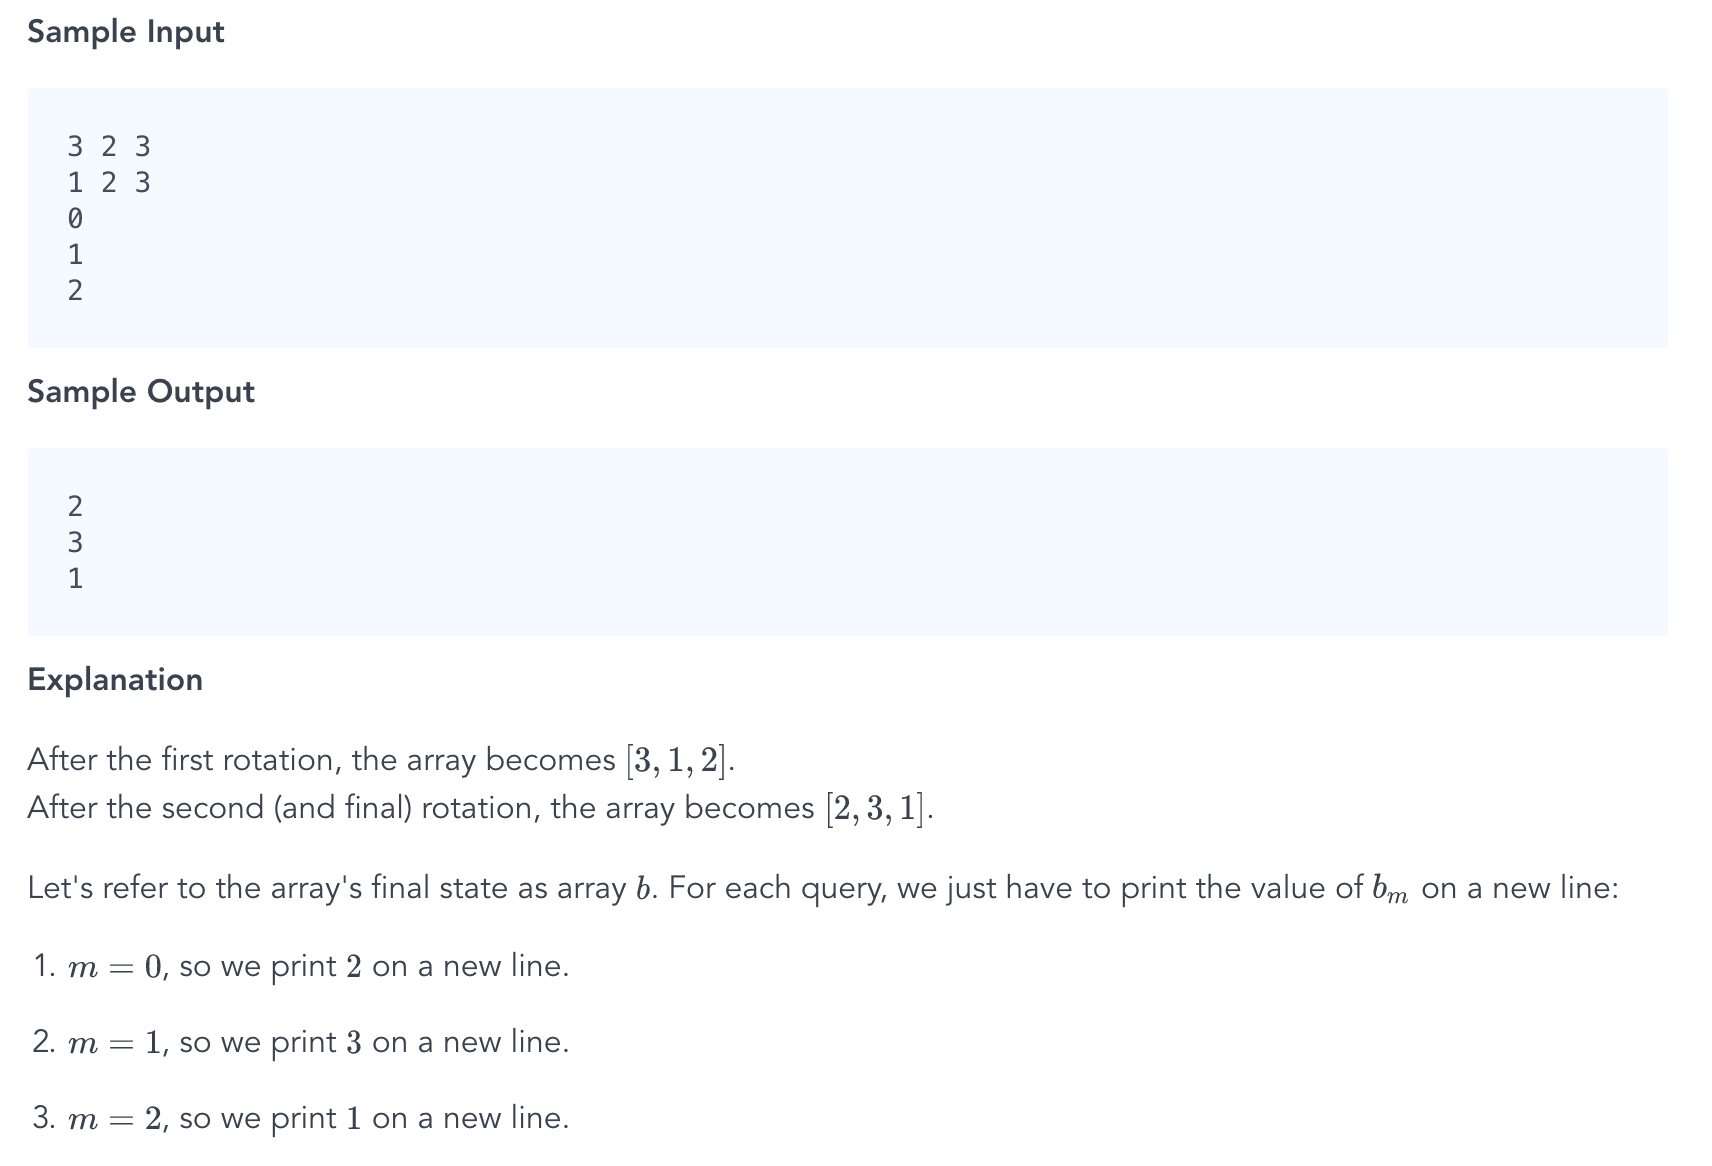 Sample Input
3 2 3
1 2 3
0
1
2
Sample Output
2
3
1
Explanation
After the first rotation, the array becomes [3, 1, 2].
After the second (and final) rotation, the array becomes [2, 3, 1].
Let's refer to the array's final state as array b. For each query, we just have to print the value of bₘ on a new line:
1. m = 0, so we print 2 on a new line.
2. m = 1, so we print 3 on a new line.
3. m = 2, so we print 1 on a new line.